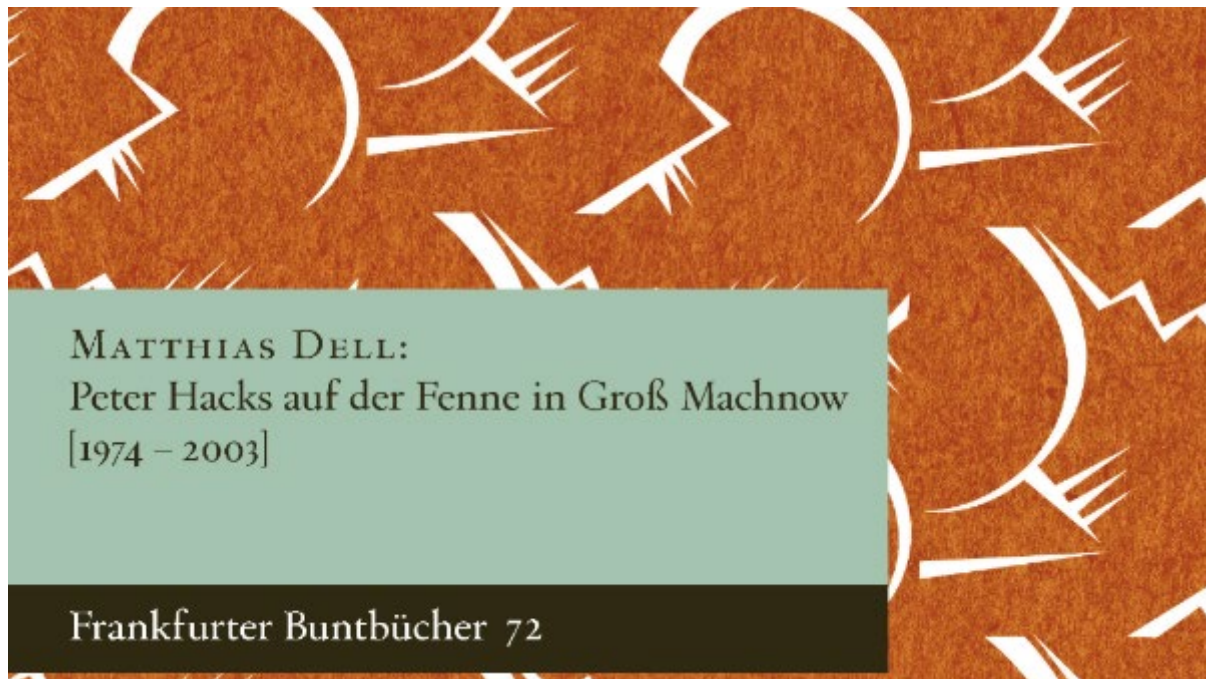 Matthias Dell:
Peter Hacks auf der Fenne in Groß Machnow
[1974 – 2003]
Frankfurter Buntbücher 72